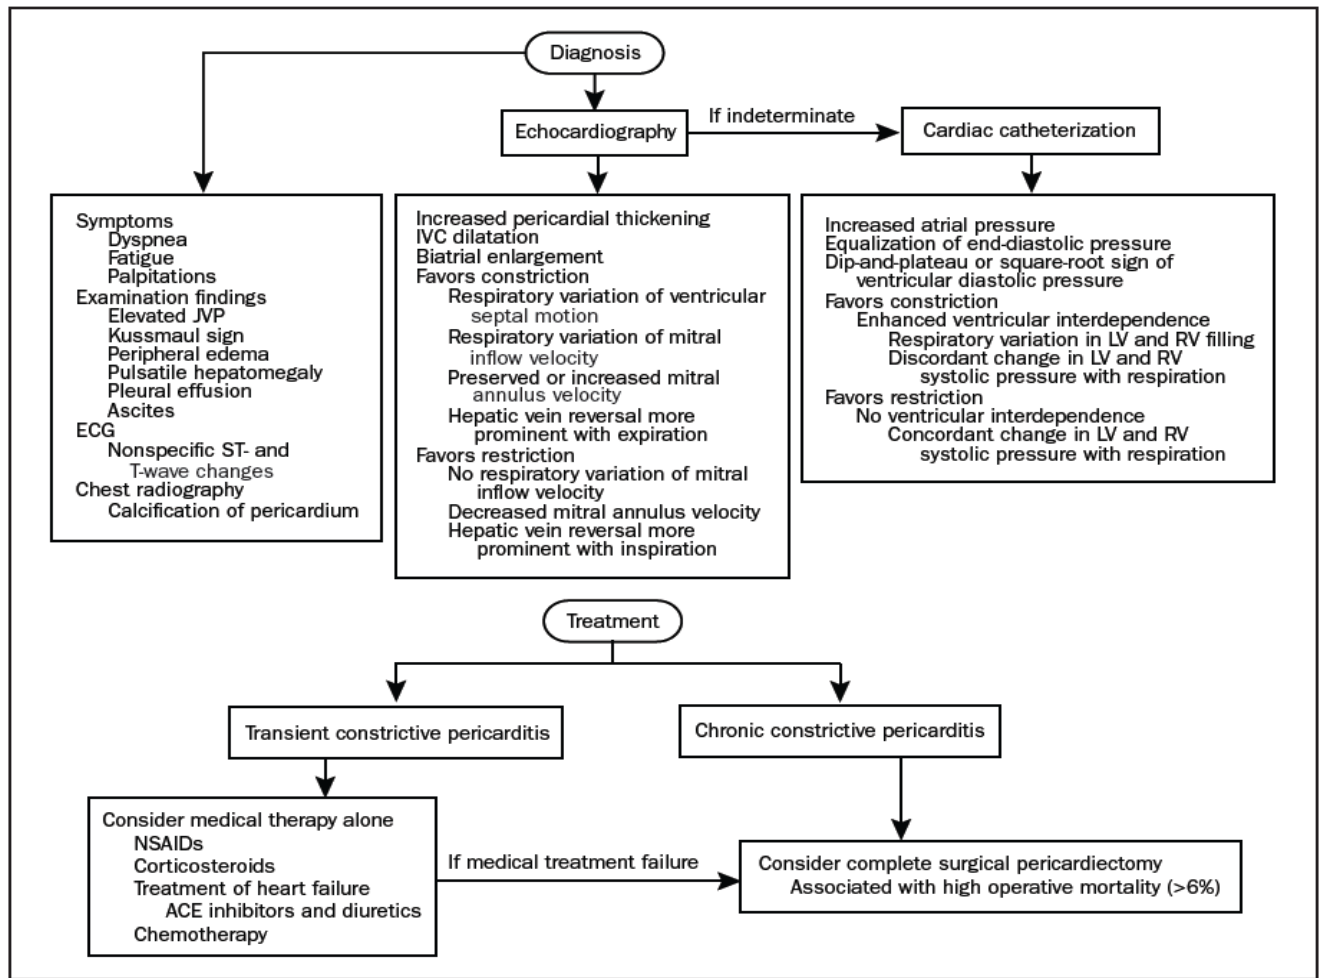 Diagnosis
Echocardiography
If indeterminate
Cardiac catheterization
Symptoms
Dyspnea
Fatigue
Palpitations
Examination findings
Elevated JVP
Kussmaul sign
Peripheral edema
Pulsatile hepatomegaly
Pleural effusion
Ascites
ECG
Nonspecific ST- and
T-wave changes
Chest radiography
Calcification of pericardium
Increased pericardial thickening
IVC dilatation
Biatrial enlargement
Favors constriction
Respiratory variation of ventricular
septal motion
Respiratory variation of mitral
inflow velocity
Preserved or increased mitral
annulus velocity
Hepatic vein reversal more
prominent with expiration
Favors restriction
No respiratory variation of mitral
inflow velocity
Decreased mitral annulus velocity
Hepatic vein reversal more
prominent with inspiration
Increased atrial pressure
Equalization of end-diastolic pressure
Dip-and-plateau or square-root sign of
ventricular diastolic pressure
Favors constriction
Enhanced ventricular interdependence
Respiratory variation in LV and RV filling
Discordant change in LV and RV
systolic pressure with respiration
Favors restriction
No ventricular interdependence
Concordant change in LV and RV
systolic pressure with respiration
Treatment
Transient constrictive pericarditis
Chronic constrictive pericarditis
Consider medical therapy alone
NSAIDs
Corticosteroids
Treatment of heart failure
ACE inhibitors and diuretics
Chemotherapy
If medical treatment failure
Consider complete surgical pericardiectomy
Associated with high operative mortality (>6%)